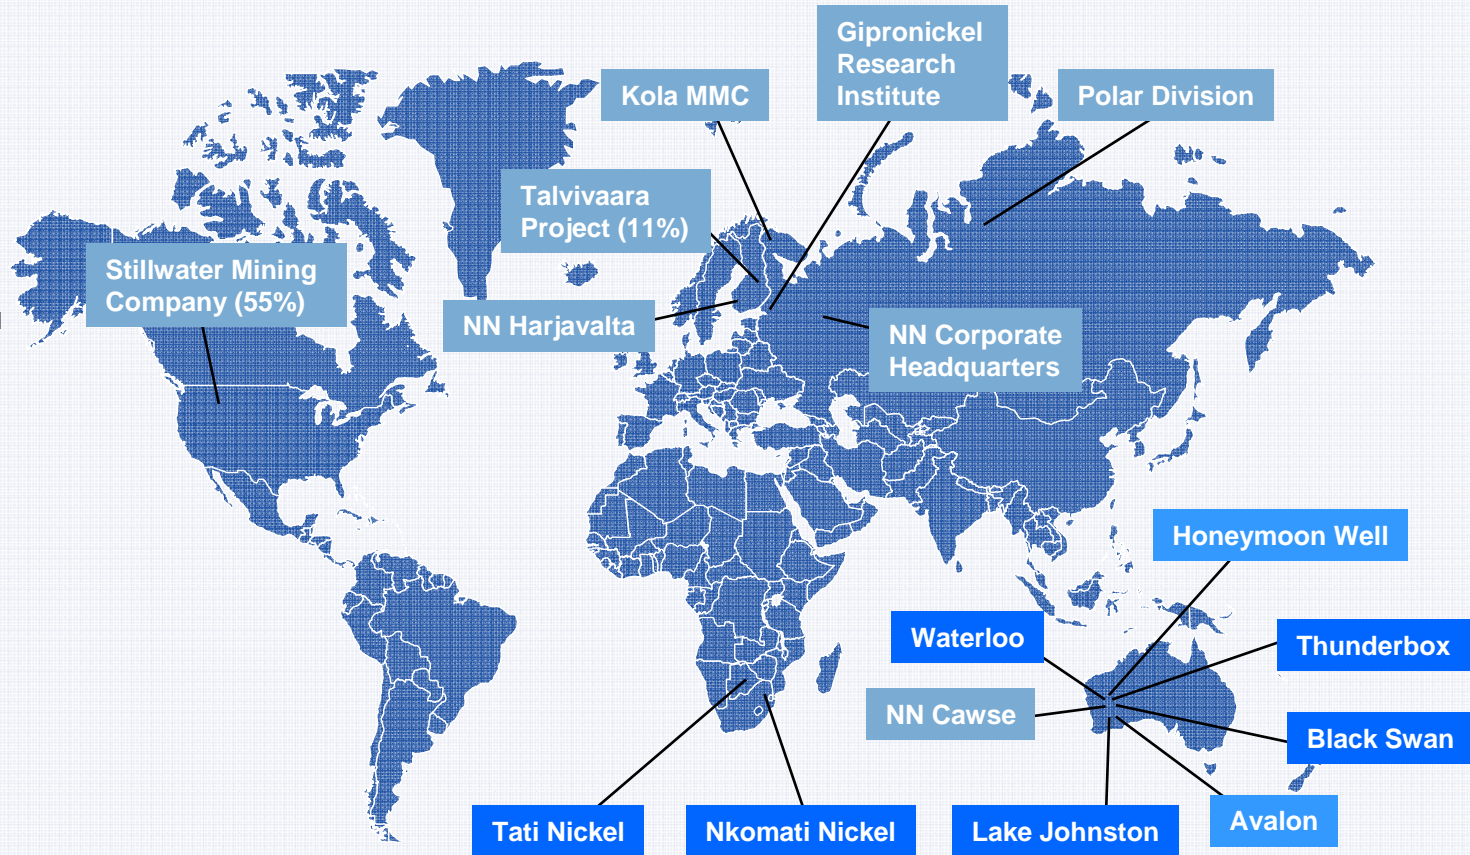 Gipronickel
Research
Institute
Kola MMC
Polar Division
Talvivaara
Project (11%)
Stillwater Mining
Company (55%)
NN Harjavalta
NN Corporate
Headquarters
Honeymoon Well
Waterloo
Thunderbox
NN Cawse
Black Swan
Tati Nickel
Nkomati Nickel
Lake Johnston
Avalon